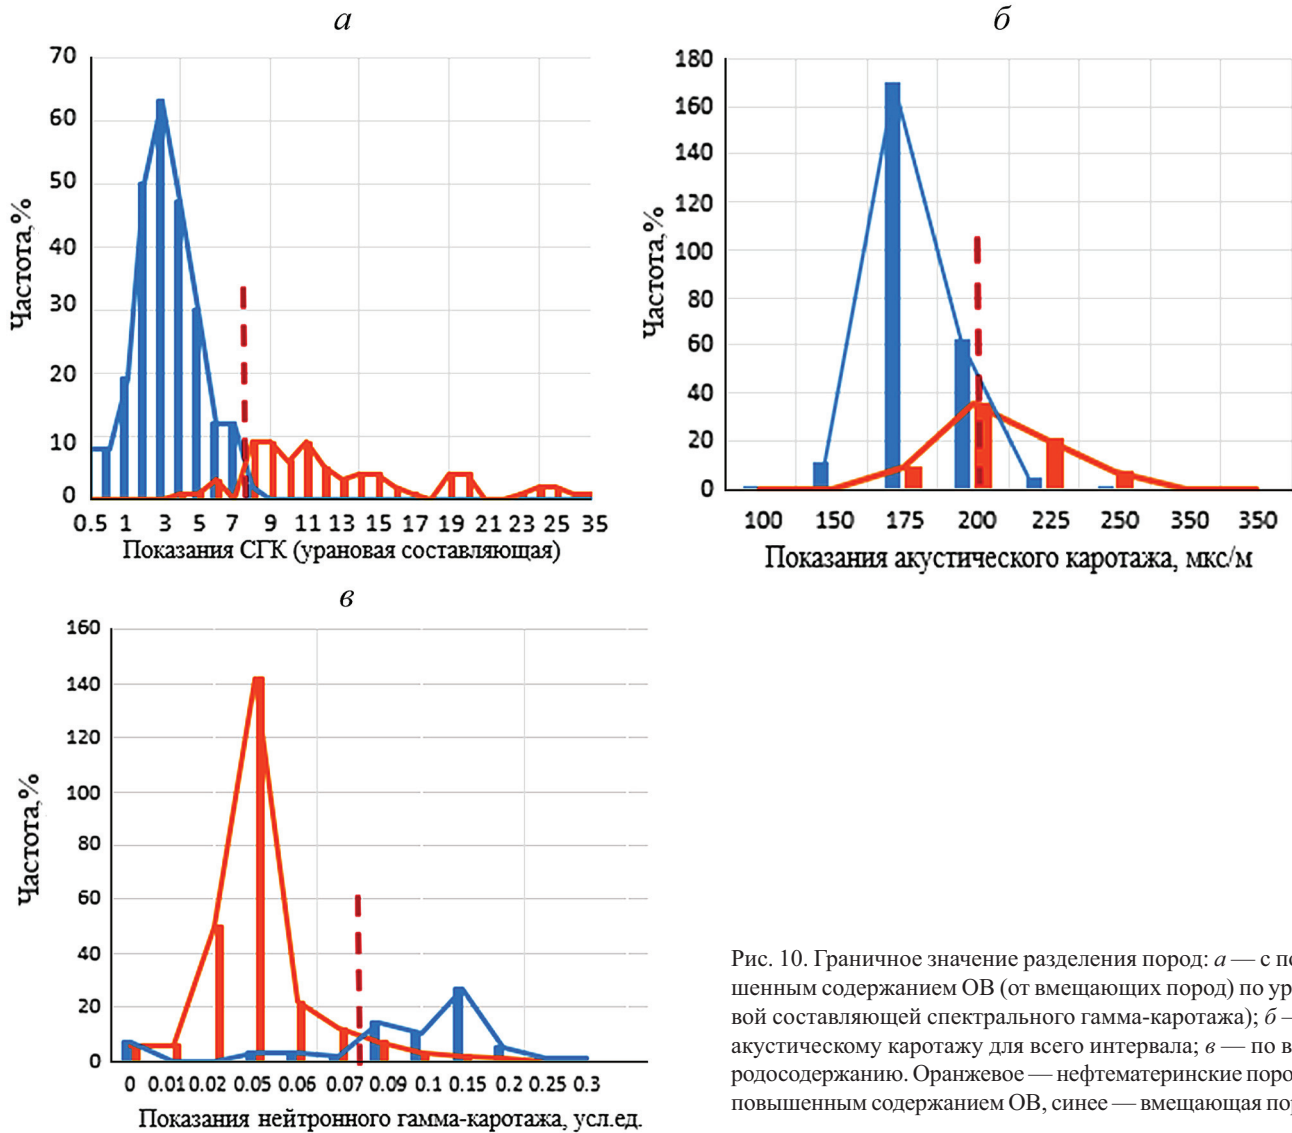 а
70
60
50
40
30
20
10
0
Частота,%
0.5 1 3 5 7 9 11 13 15 17 19 21 23 25 35
Показания СГК (урановая составляющая)
б
180
160
140
120
100
80
60
40
20
0
Частота,%
100 150 175 200 225 250 350 350
Показания акустического каротажа, мкс/м
в
160
140
120
100
80
60
40
20
0
Частота,%
0 0.01 0.02 0.05 0.06 0.07 0.09 0.1 0.15 0.2 0.25 0.3
Показания нейтронного гамма-каротажа, усл.ед.
Рис. 10. Граничное значение разделения пород: а — с по
шенным содержанием ОВ (от вмещающих пород) по ур
вой составляющей спектрального гамма-каротажа); б —
акустическому каротажу для всего интервала; в — по в
родосодержанию. Оранжевое — нефтематеринские поро
повышенным содержанием ОВ, синее — вмещающая пор